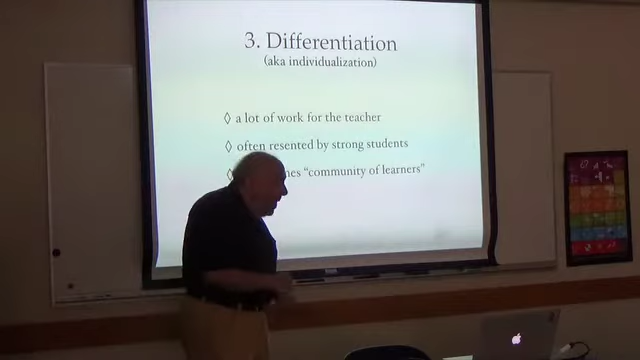 3. Differentiation
(aka individualization)
◊ a lot of work for the teacher
◊ often resented by strong students
◊ "community of learners"